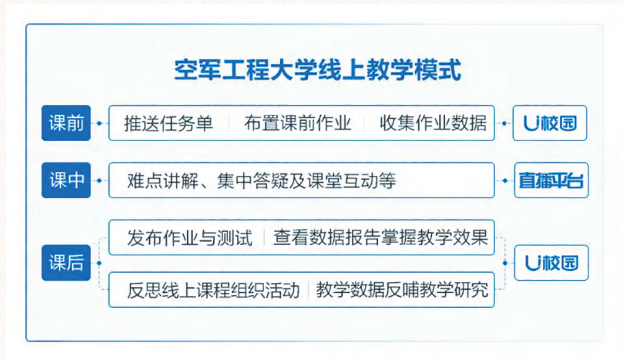 空军工程大学线上教学模式
课前 推送任务单 布置课前作业 收集作业数据 U校园
课中 难点讲解、集中答疑及课堂互动等 直播平台
发布作业与测试 查看数据报告掌握教学效果
课后 U校园
反思线上课程组织活动 教学数据反哺教学研究